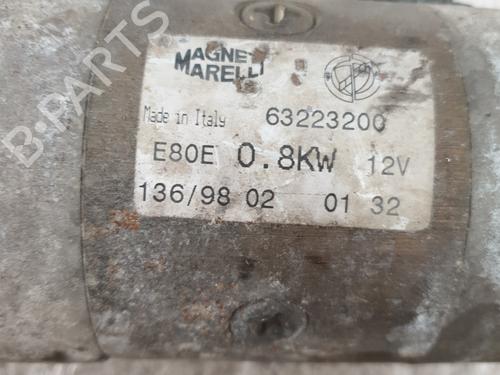 MAGNETI
MARELLI
Made in Italy 63223200
E80E 0.8KW 12V
136/98 02 01 32
B-PARTS